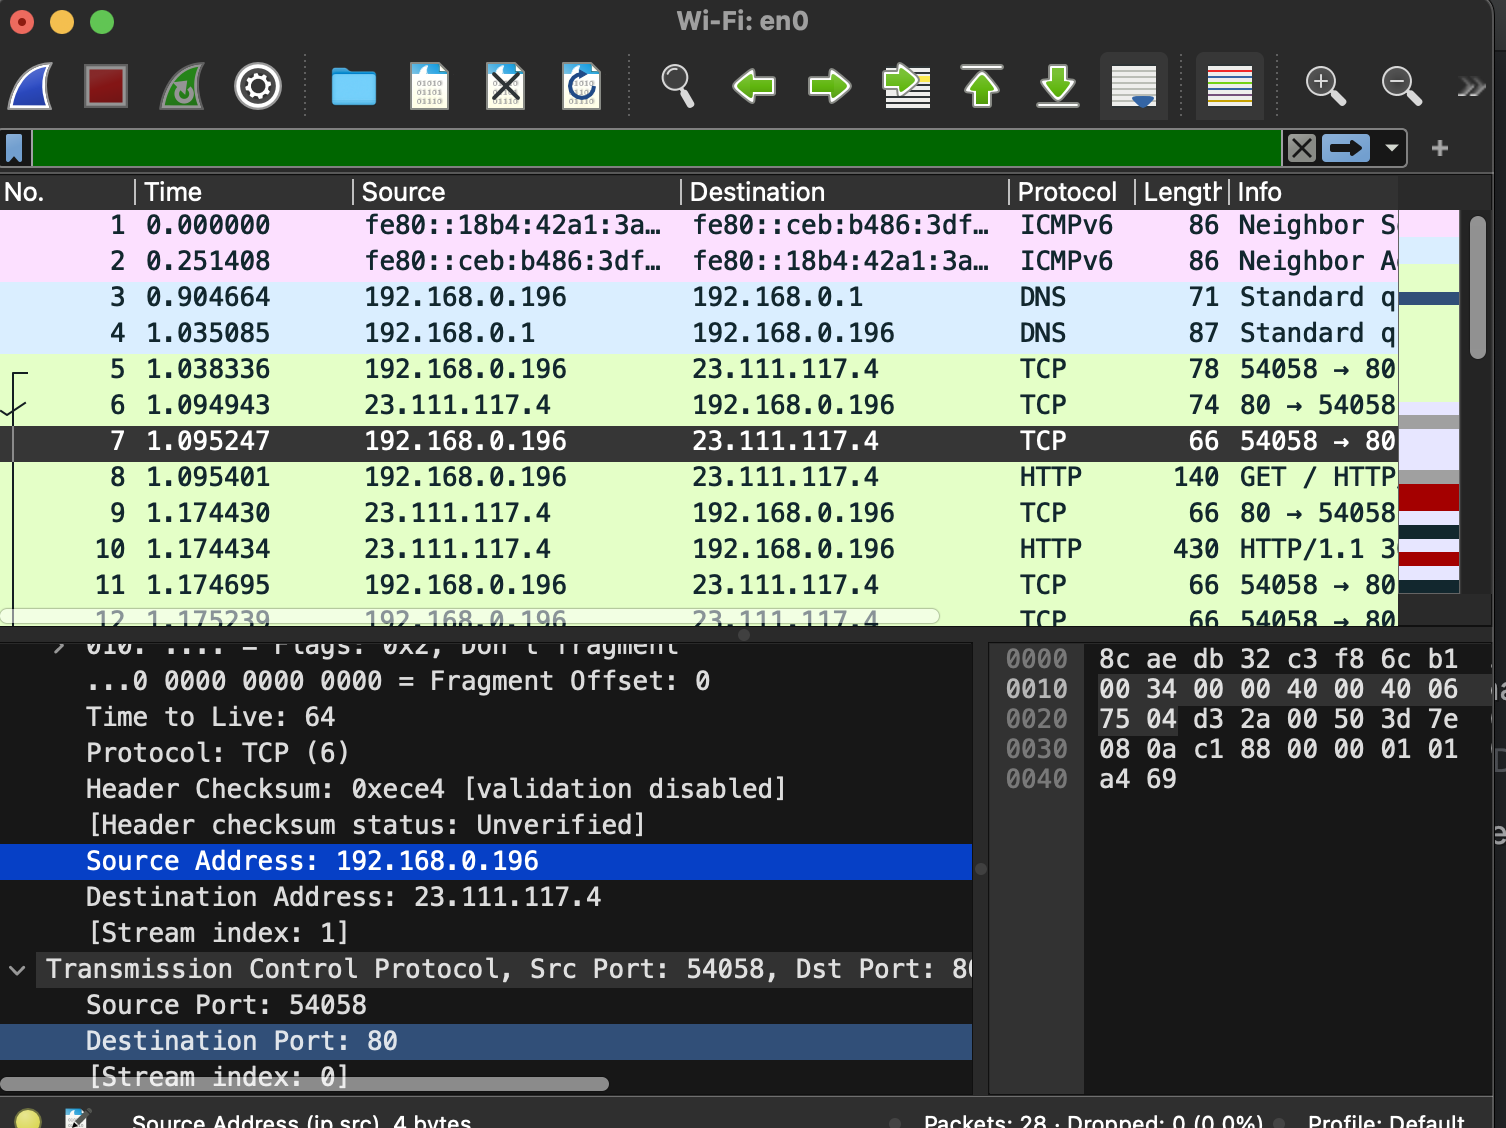 Wi-Fi: en0
No. Time Source Destination Protocol Length Info
1 0.000000 fe80::18b4:42a1:3a… fe80::ceb:b486:3df… ICMPv6 86 Neighbor S
2 0.251408 fe80::ceb:b486:3df… fe80::18b4:42a1:3a… ICMPv6 86 Neighbor A
3 0.904664 192.168.0.196 192.168.0.1 DNS 71 Standard q
4 1.035085 192.168.0.1 192.168.0.196 DNS 87 Standard q
5 1.038336 192.168.0.196 23.111.117.4 TCP 78 54058 → 80
6 1.094943 23.111.117.4 192.168.0.196 TCP 74 80 → 54058
7 1.095247 192.168.0.196 23.111.117.4 TCP 66 54058 → 80
8 1.095401 192.168.0.196 23.111.117.4 HTTP 140 GET / HTTP/
9 1.174430 23.111.117.4 192.168.0.196 TCP 66 80 → 54058
10 1.174434 23.111.117.4 192.168.0.196 HTTP 430 HTTP/1.1 3
11 1.174695 192.168.0.196 23.111.117.4 TCP 66 54058 → 80
12 1.175239 192.168.0.196 23.111.117.4 TCP 66 54058 → 80
010. .... = Flags: 0x2, Don't fragment
...0 0000 0000 0000 = Fragment Offset: 0
Time to Live: 64
Protocol: TCP (6)
Header Checksum: 0xece4 [validation disabled]
[Header checksum status: Unverified]
Source Address: 192.168.0.196
Destination Address: 23.111.117.4
[Stream index: 1]
Transmission Control Protocol, Src Port: 54058, Dst Port: 80
Source Port: 54058
Destination Port: 80
[Stream index: 0]
0000 8c ae db 32 c3 f8 6c b1
0010 00 34 00 00 40 00 40 06
0020 75 04 d3 2a 00 50 3d 7e
0030 08 0a c1 88 00 00 01 01
0040 a4 69
Source Address (ip.src), 4 bytes
Packets: 28 · Dropped: 0 (0.0%)
Profile: Default